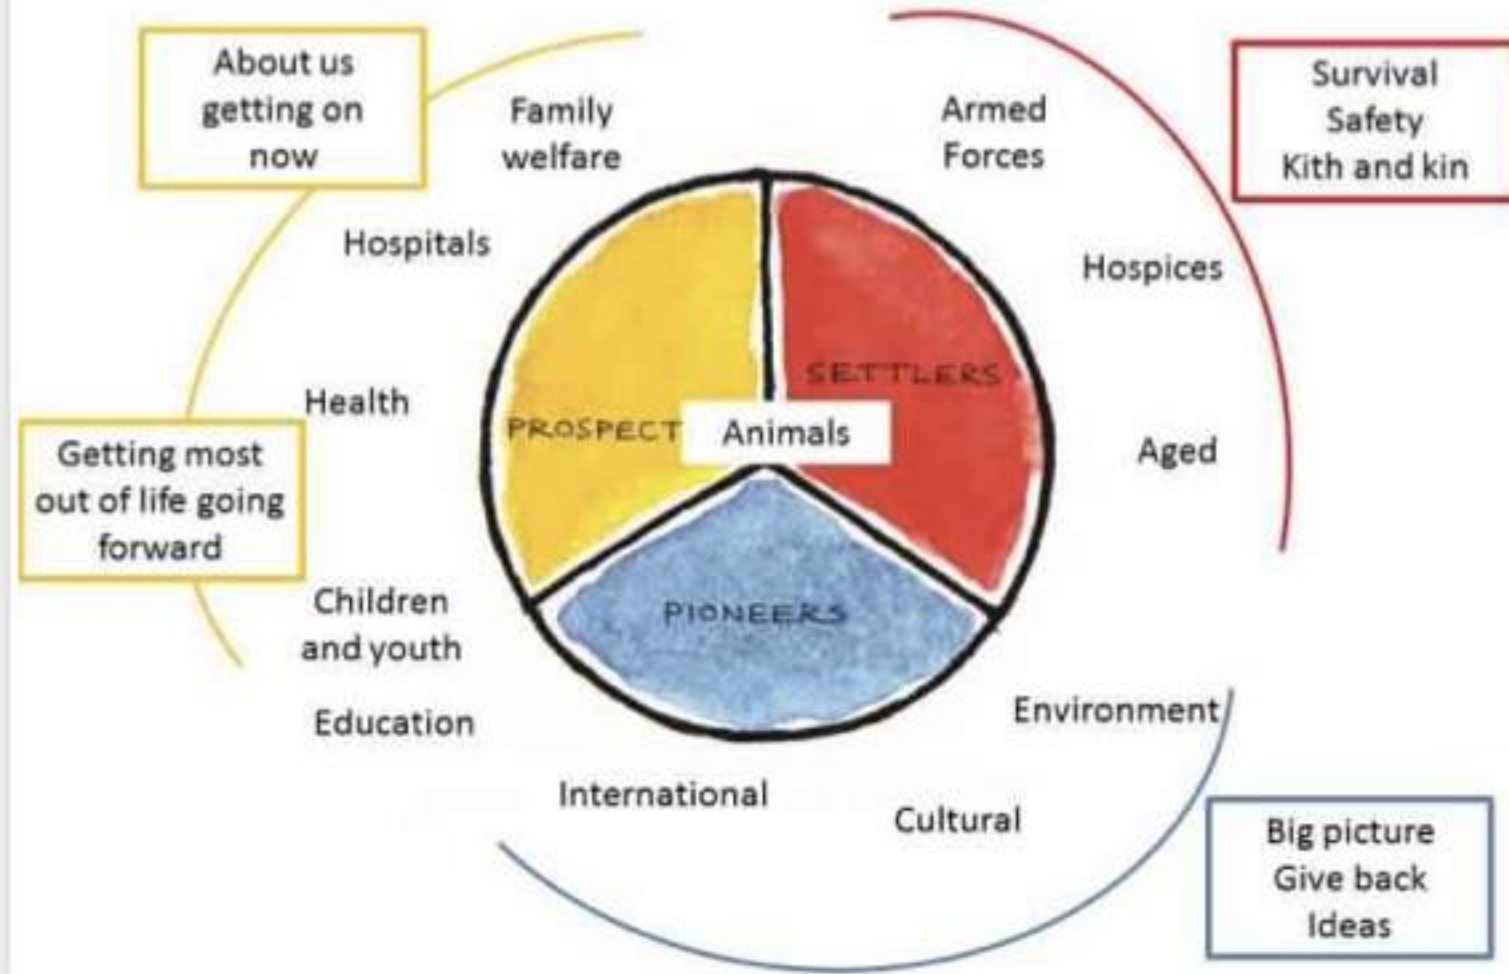 About us
getting on
now
Family
welfare
Armed
Forces
Survival
Safety
Kith and kin
Hospitals
Hospices
SETTLERS
Health
PROSPECT
Animals
Aged
Getting most
out of life going
forward
Children
and youth
PIONEERS
Education
Environment
International
Cultural
Big picture
Give back
Ideas